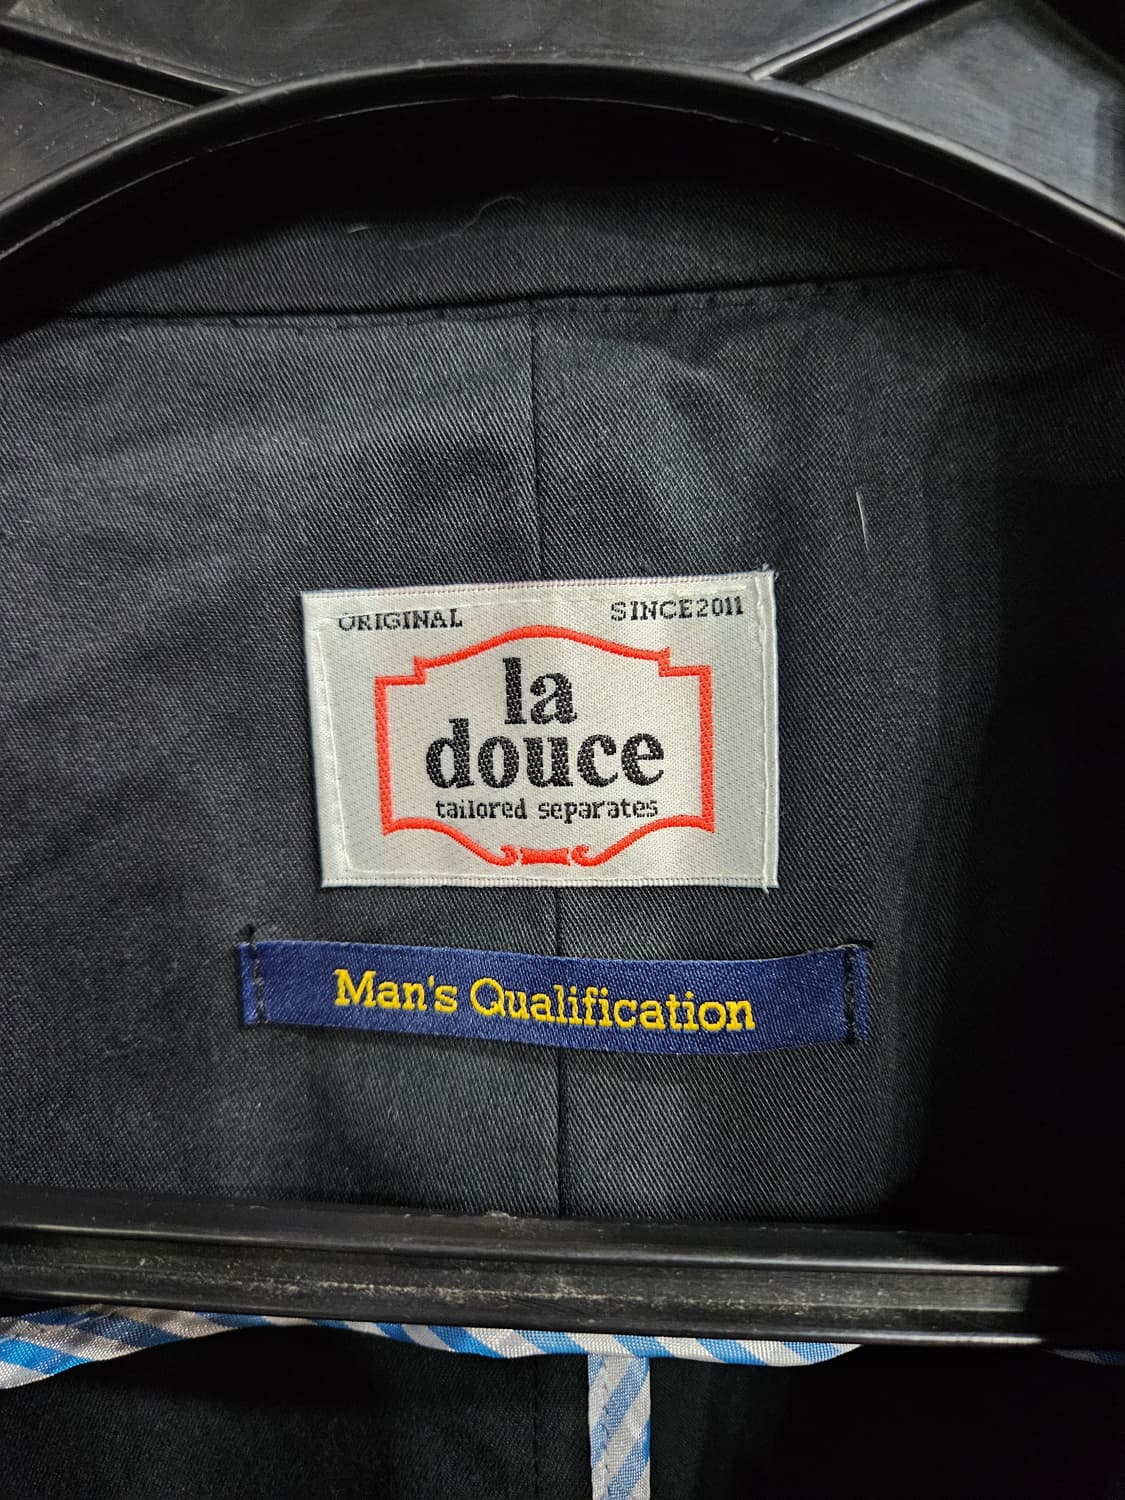 ORIGINAL SINCE2011
la
douce
tailored separates
Man's Qualification